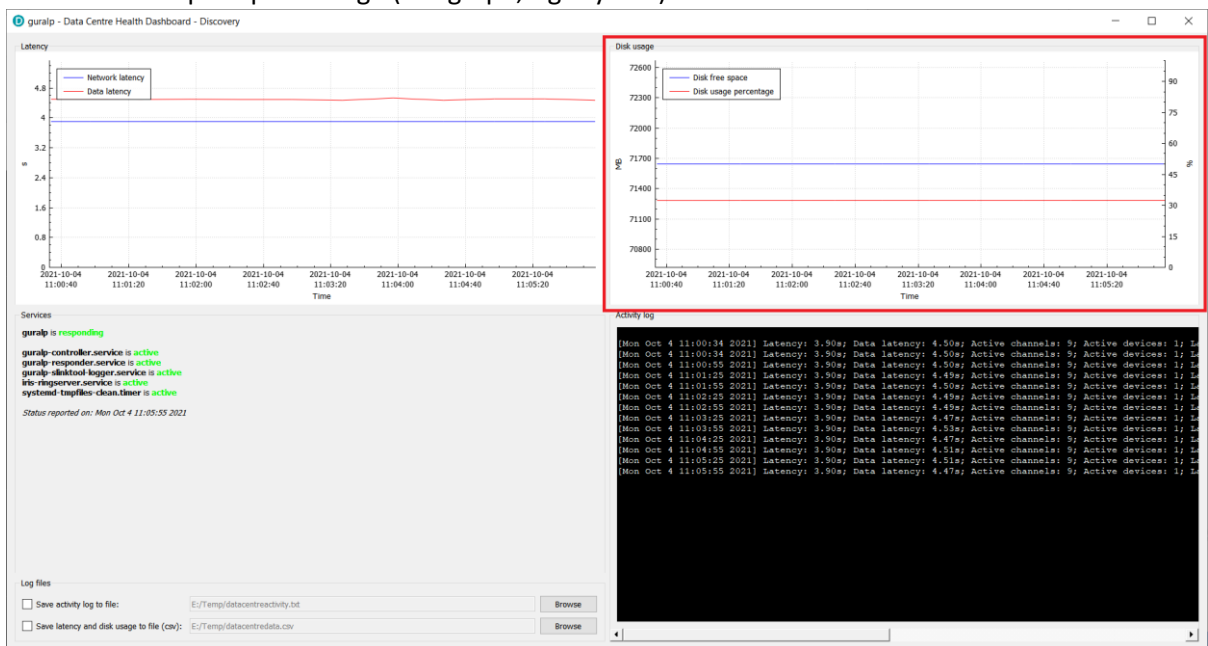 guralp - Data Centre Health Dashboard - Discovery
Latency
Network latency
Data latency
4.8
4
3.2
2.4
1.6
0.8
0
s
2021-10-04 2021-10-04 2021-10-04 2021-10-04 2021-10-04 2021-10-04 2021-10-04 2021-10-04
11:00:40 11:01:20 11:02:00 11:02:40 11:03:20 11:04:00 11:04:40 11:05:20
Time
Disk usage
Disk free space
Disk usage percentage
72600
72300
72000
71700
71400
71100
70800
MB
90
75
60
45
30
15
0
%
2021-10-04 2021-10-04 2021-10-04 2021-10-04 2021-10-04 2021-10-04 2021-10-04 2021-10-04
11:00:40 11:01:20 11:02:00 11:02:40 11:03:20 11:04:00 11:04:40 11:05:20
Time
Services
guralp is responding
guralp-controller.service is active
guralp-responder.service is active
guralp-slinktool-logger.service is active
iris-ringserver.service is active
systemd-tmpfiles-clean.timer is active
Status reported on: Mon Oct 4 11:05:55 2021
Activity log
[Mon Oct 4 11:00:34 2021] Latency: 3.90s; Data latency: 4.50s; Active channels: 9; Active devices: 1;
[Mon Oct 4 11:00:34 2021] Latency: 3.90s; Data latency: 4.50s; Active channels: 9; Active devices: 1;
[Mon Oct 4 11:00:55 2021] Latency: 3.90s; Data latency: 4.50s; Active channels: 9; Active devices: 1;
[Mon Oct 4 11:01:25 2021] Latency: 3.90s; Data latency: 4.49s; Active channels: 9; Active devices: 1;
[Mon Oct 4 11:01:55 2021] Latency: 3.90s; Data latency: 4.50s; Active channels: 9; Active devices: 1;
[Mon Oct 4 11:02:25 2021] Latency: 3.90s; Data latency: 4.49s; Active channels: 9; Active devices: 1;
[Mon Oct 4 11:02:55 2021] Latency: 3.90s; Data latency: 4.49s; Active channels: 9; Active devices: 1;
[Mon Oct 4 11:03:25 2021] Latency: 3.90s; Data latency: 4.47s; Active channels: 9; Active devices: 1;
[Mon Oct 4 11:03:55 2021] Latency: 3.90s; Data latency: 4.53s; Active channels: 9; Active devices: 1;
[Mon Oct 4 11:04:25 2021] Latency: 3.90s; Data latency: 4.47s; Active channels: 9; Active devices: 1;
[Mon Oct 4 11:04:55 2021] Latency: 3.90s; Data latency: 4.51s; Active channels: 9; Active devices: 1;
[Mon Oct 4 11:05:25 2021] Latency: 3.90s; Data latency: 4.51s; Active channels: 9; Active devices: 1;
[Mon Oct 4 11:05:55 2021] Latency: 3.90s; Data latency: 4.47s; Active channels: 9; Active devices: 1;
Log files
Save activity log to file: E:/Temp/datacentreactivity.txt Browse
Save latency and disk usage to file (csv): E:/Temp/datacentredata.csv Browse